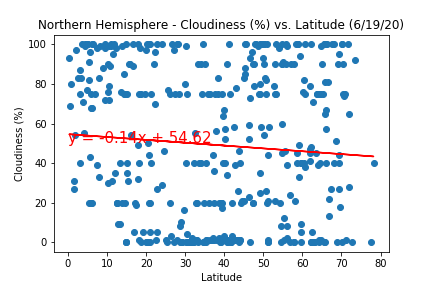 Northern Hemisphere - Cloudiness (%) vs. Latitude (6/19/20)
100
80
60
40
20
0
Cloudiness (%)
y = -0.14x + 54.62
0 10 20 30 40 50 60 70 80
Latitude